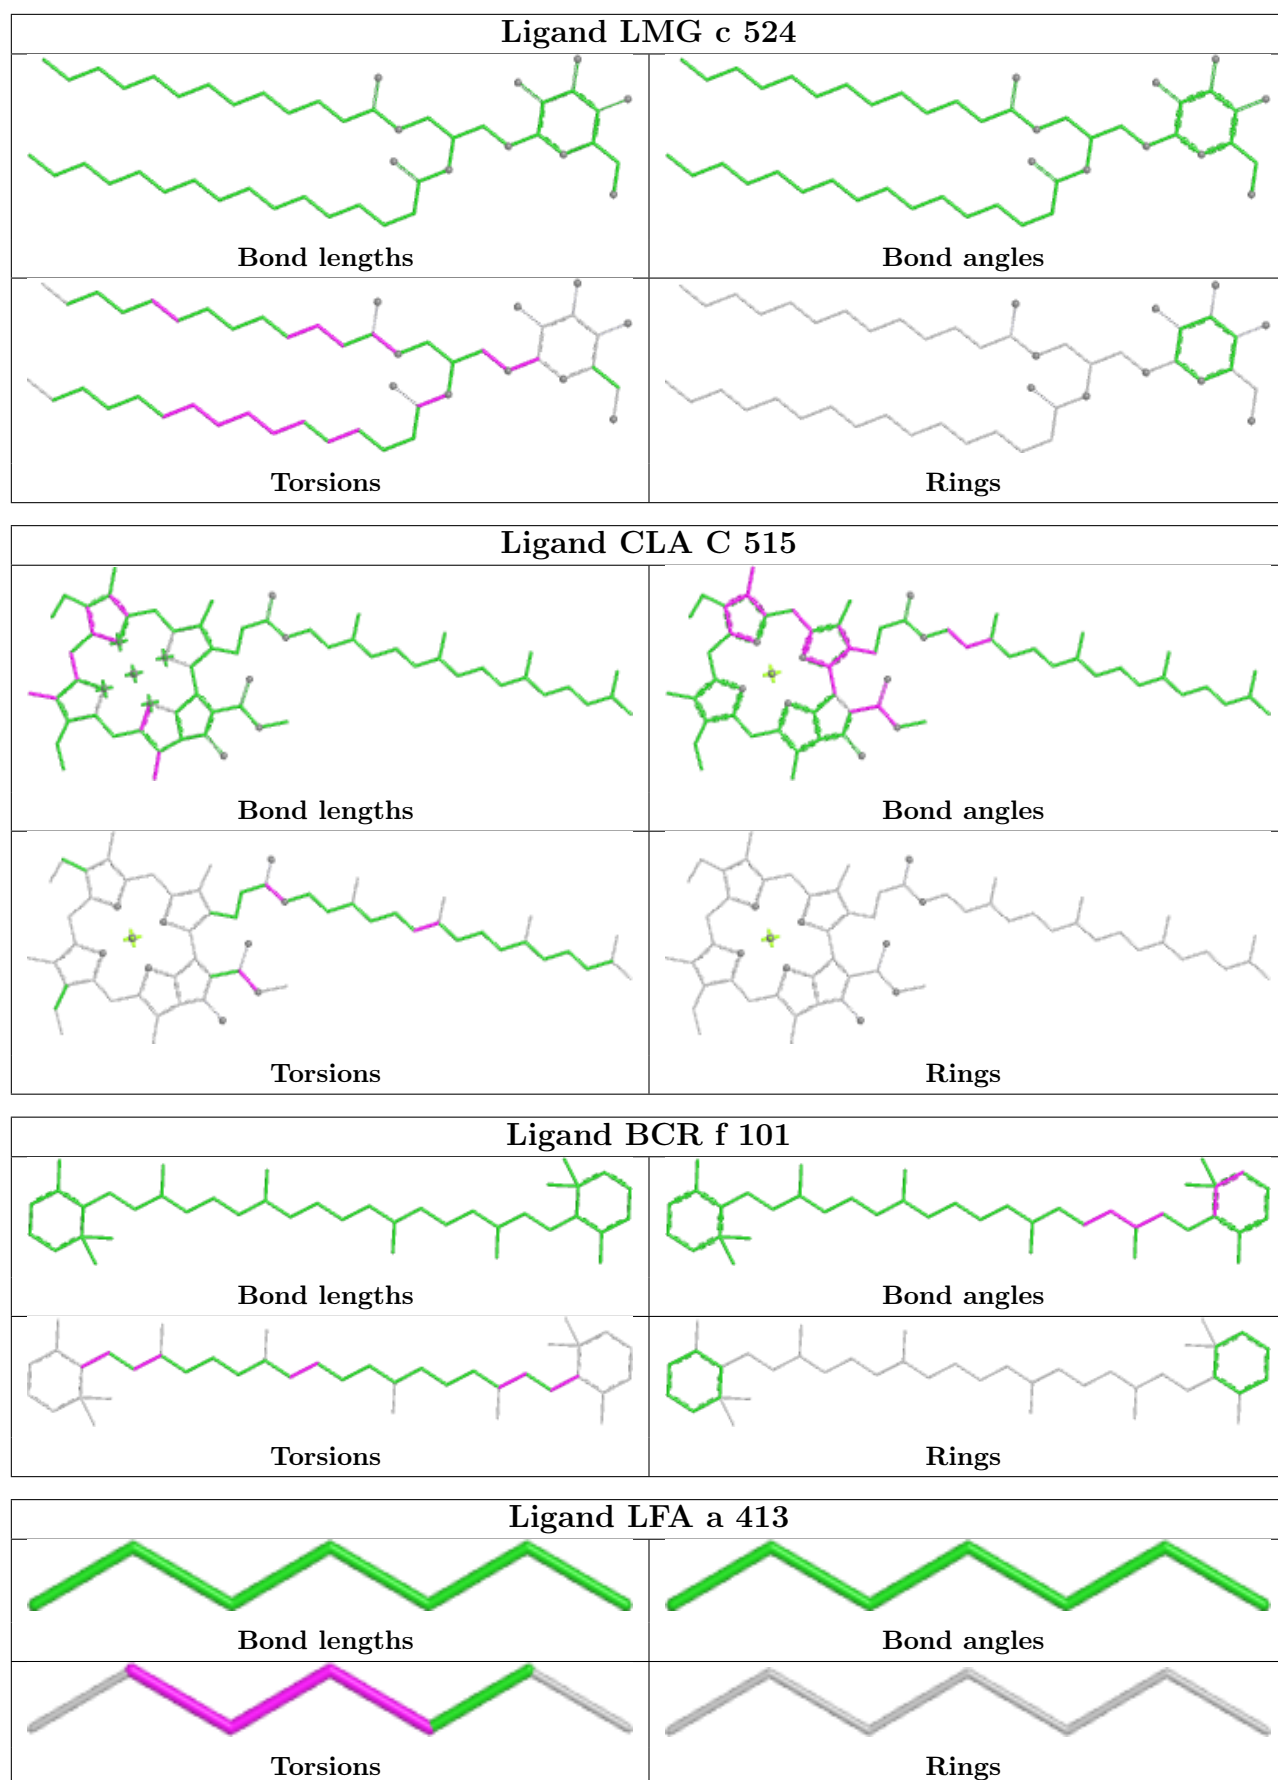 Ligand LMG c 524
Bond lengths
Bond angles
Torsions
Rings
Ligand CLA C 515
Bond lengths
Bond angles
Torsions
Rings
Ligand BCR f 101
Bond lengths
Bond angles
Torsions
Rings
Ligand LFA a 413
Bond lengths
Bond angles
Torsions
Rings